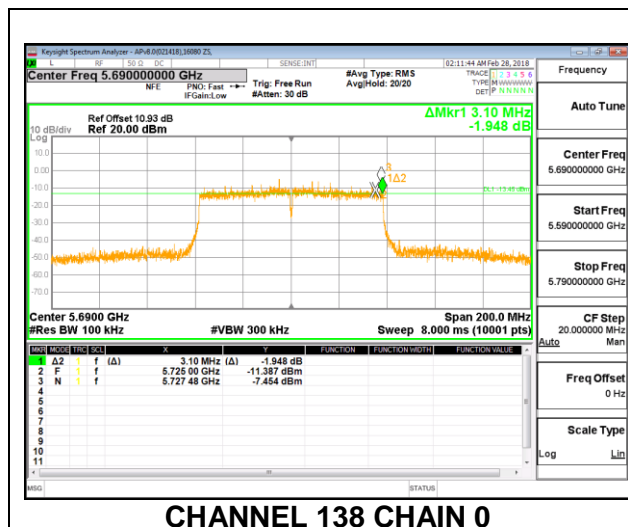 Keysight Spectrum Analyzer - APv8.0(021418),16080 ZS,
L RF 50 Ω DC SENSE:INT 02:11:44 AM Feb 28, 2018
Center Freq 5.690000000 GHz #Avg Type: RMS TRACE 1 2 3 4 5 6
NFE PNO: Fast Trig: Free Run Avg|Hold: 20/20 TYPE M WWWWW
IFGain:Low #Atten: 30 dB DET P N N N N N
Ref Offset 10.93 dB ΔMkr1 3.10 MHz
10 dB/div Ref 20.00 dBm -1.948 dB
Log
10.0
0.00
3
1Δ2
-10.0
-20.0
-30.0
-40.0
-50.0
-60.0
-70.0
Center 5.6900 GHz Span 200.0 MHz
#Res BW 100 kHz #VBW 300 kHz Sweep 8.000 ms (10001 pts)
MKR MODE TRC SCL X Y FUNCTION FUNCTION WIDTH FUNCTION VALUE
1 Δ2 1 f (Δ) 3.10 MHz (Δ) -1.948 dB
2 F 1 f 5.725 00 GHz -11.387 dBm
3 N 1 f 5.727 48 GHz -7.454 dBm
4
5
6
7
8
9
10
11
MSG STATUS
Frequency
Auto Tune
Center Freq
5.690000000 GHz
Start Freq
5.590000000 GHz
Stop Freq
5.790000000 GHz
CF Step
20.000000 MHz
Auto Man
Freq Offset
0 Hz
Scale Type
Log Lin
CHANNEL 138 CHAIN 0